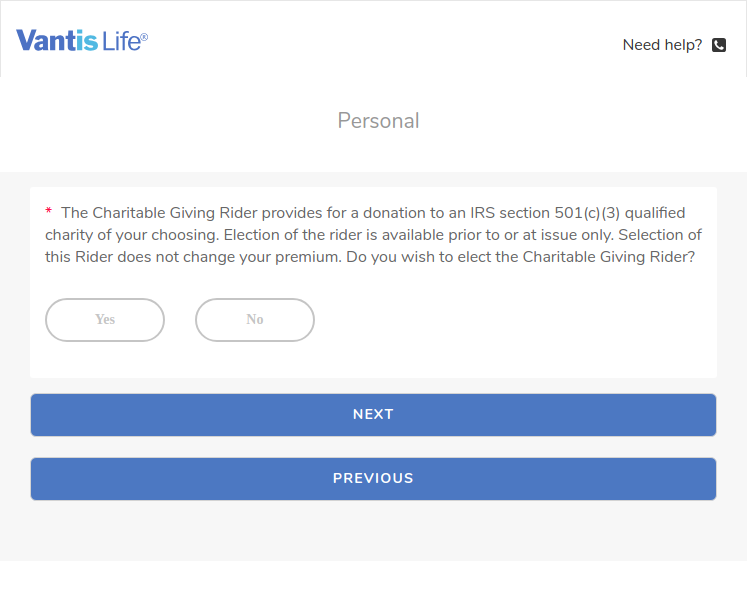 Vantis Life®
Need help?
Personal
* The Charitable Giving Rider provides for a donation to an IRS section 501(c)(3) qualified
charity of your choosing. Election of the rider is available prior to or at issue only. Selection of
this Rider does not change your premium. Do you wish to elect the Charitable Giving Rider?
Yes No
NEXT
PREVIOUS